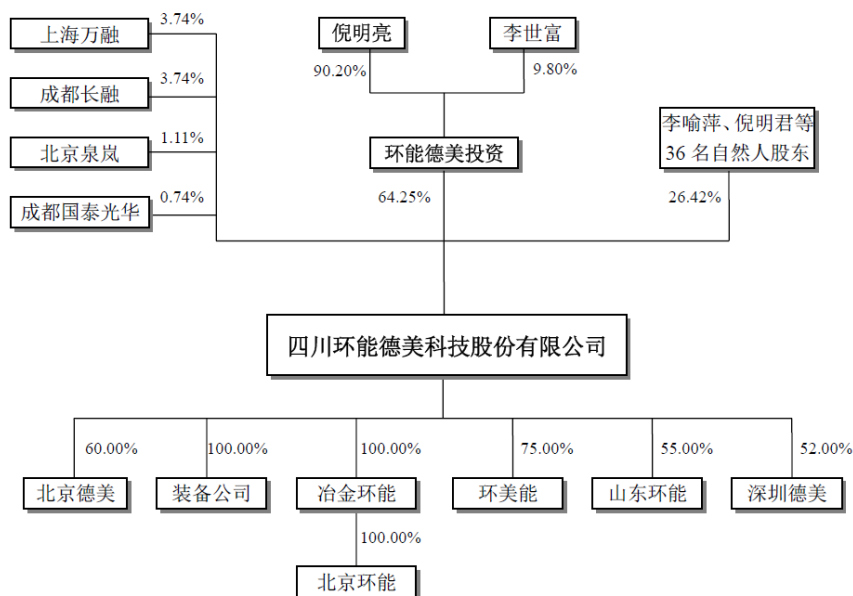 上海万融
3.74%
倪明亮
李世富
90.20%
9.80%
成都长融
3.74%
北京泉岚
1.11%
环能德美投资
李喻萍、倪明君等
36 名自然人股东
成都国泰光华
0.74%
64.25%
26.42%
四川环能德美科技股份有限公司
60.00%
100.00%
100.00%
75.00%
55.00%
52.00%
北京德美
装备公司
冶金环能
环美能
山东环能
深圳德美
100.00%
北京环能